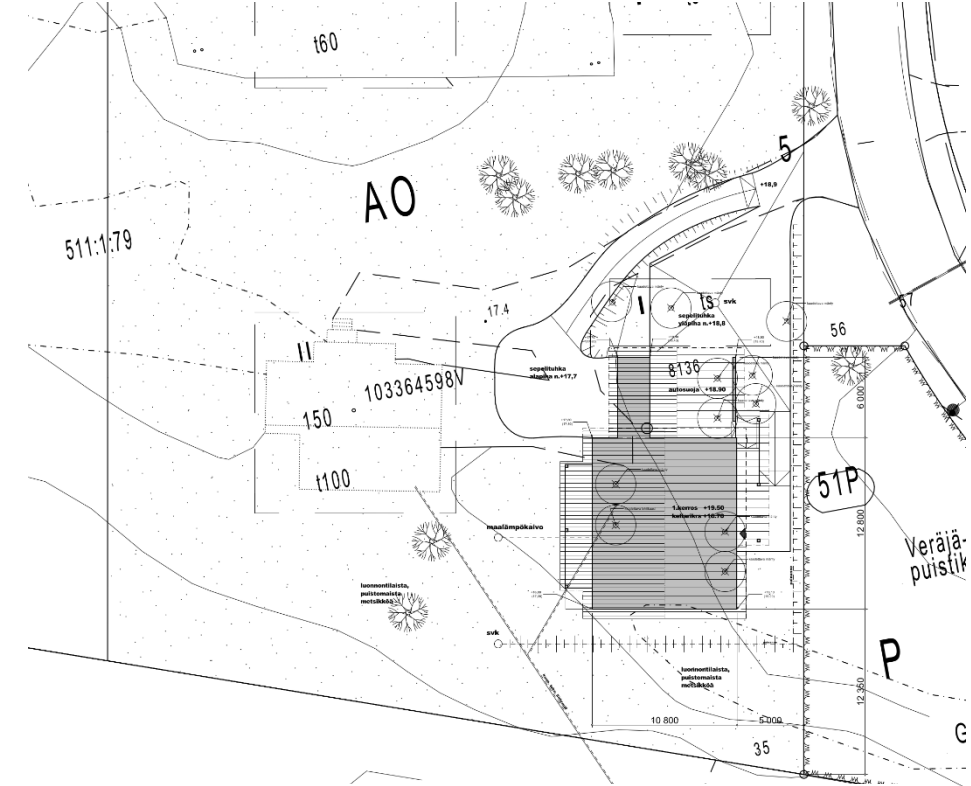 t60
5
AO
+18,9
511:1:79
17.4
I
ts
svk
sepelituhka
yläpiha n.+18,8
57
56
II
8136
sepelituhka
alapiha n.+17,7
autosuoja +18.90
103364598V
6 000
150
t100
51P
1.kerros +19.50
kellarikrs +16.70
maalämpökaivo
12 800
Veräjä-
puistik
luonnontilaista,
puistomaista
metsikköä
svk
P
luonnontilaista,
puistomaista
metsikköä
12 350
10 800
5 000
G
35